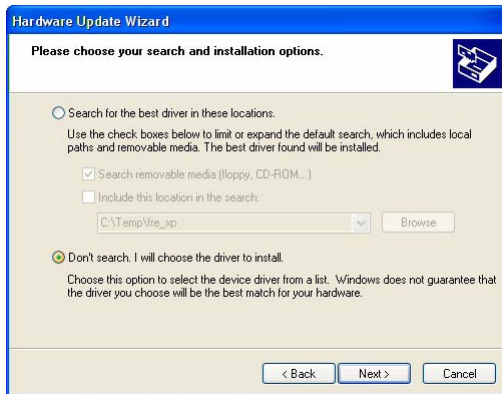 Hardware Update Wizard
Please choose your search and installation options.
Search for the best driver in these locations.
Use the check boxes below to limit or expand the default search, which includes local
paths and removable media. The best driver found will be installed.
Search removable media (floppy, CD-ROM...)
Include this location in the search:
C:\Temp\fre_xp
Browse
Don't search. I will choose the driver to install.
Choose this option to select the device driver from a list. Windows does not guarantee that
the driver you choose will be the best match for your hardware.
< Back Next > Cancel